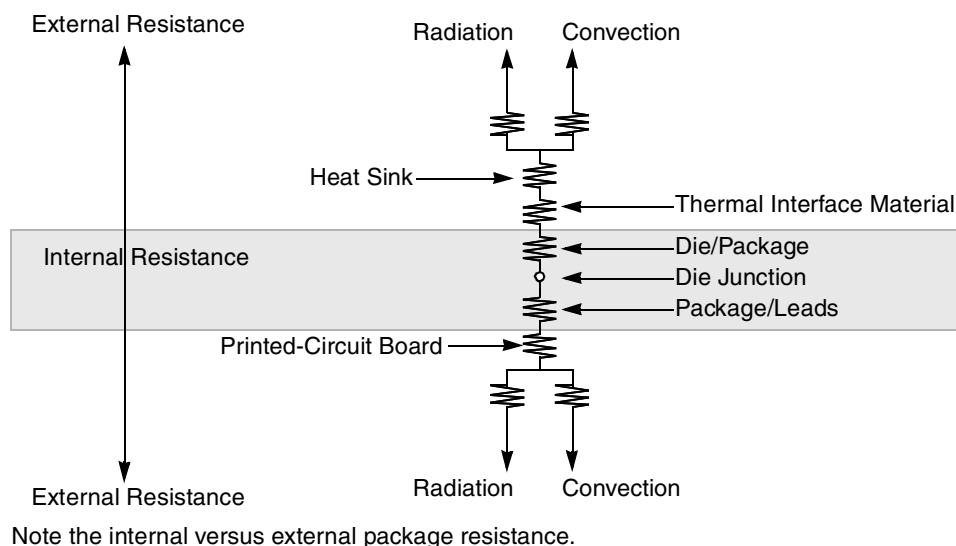 External Resistance
Radiation Convection
Heat Sink
Thermal Interface Material
Die/Package
Internal Resistance
Die Junction
Package/Leads
Printed-Circuit Board
Radiation Convection
External Resistance
Note the internal versus external package resistance.